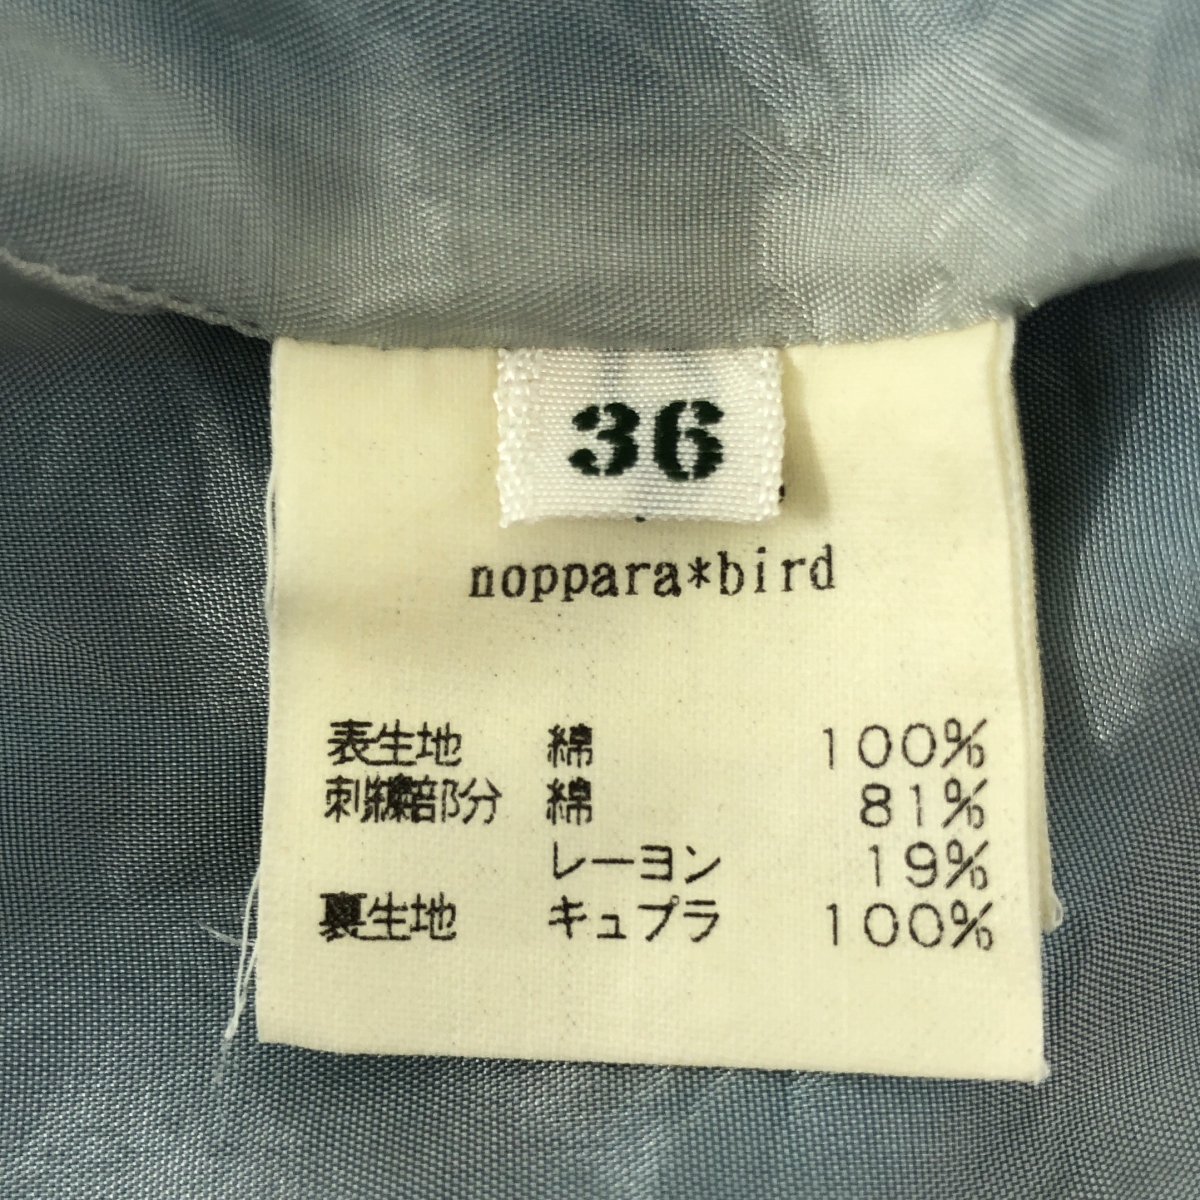 36
noppara*bird
表生地 綿 100%
刺繍部分 綿 81%
レーヨン 19%
裏生地 キュプラ 100%